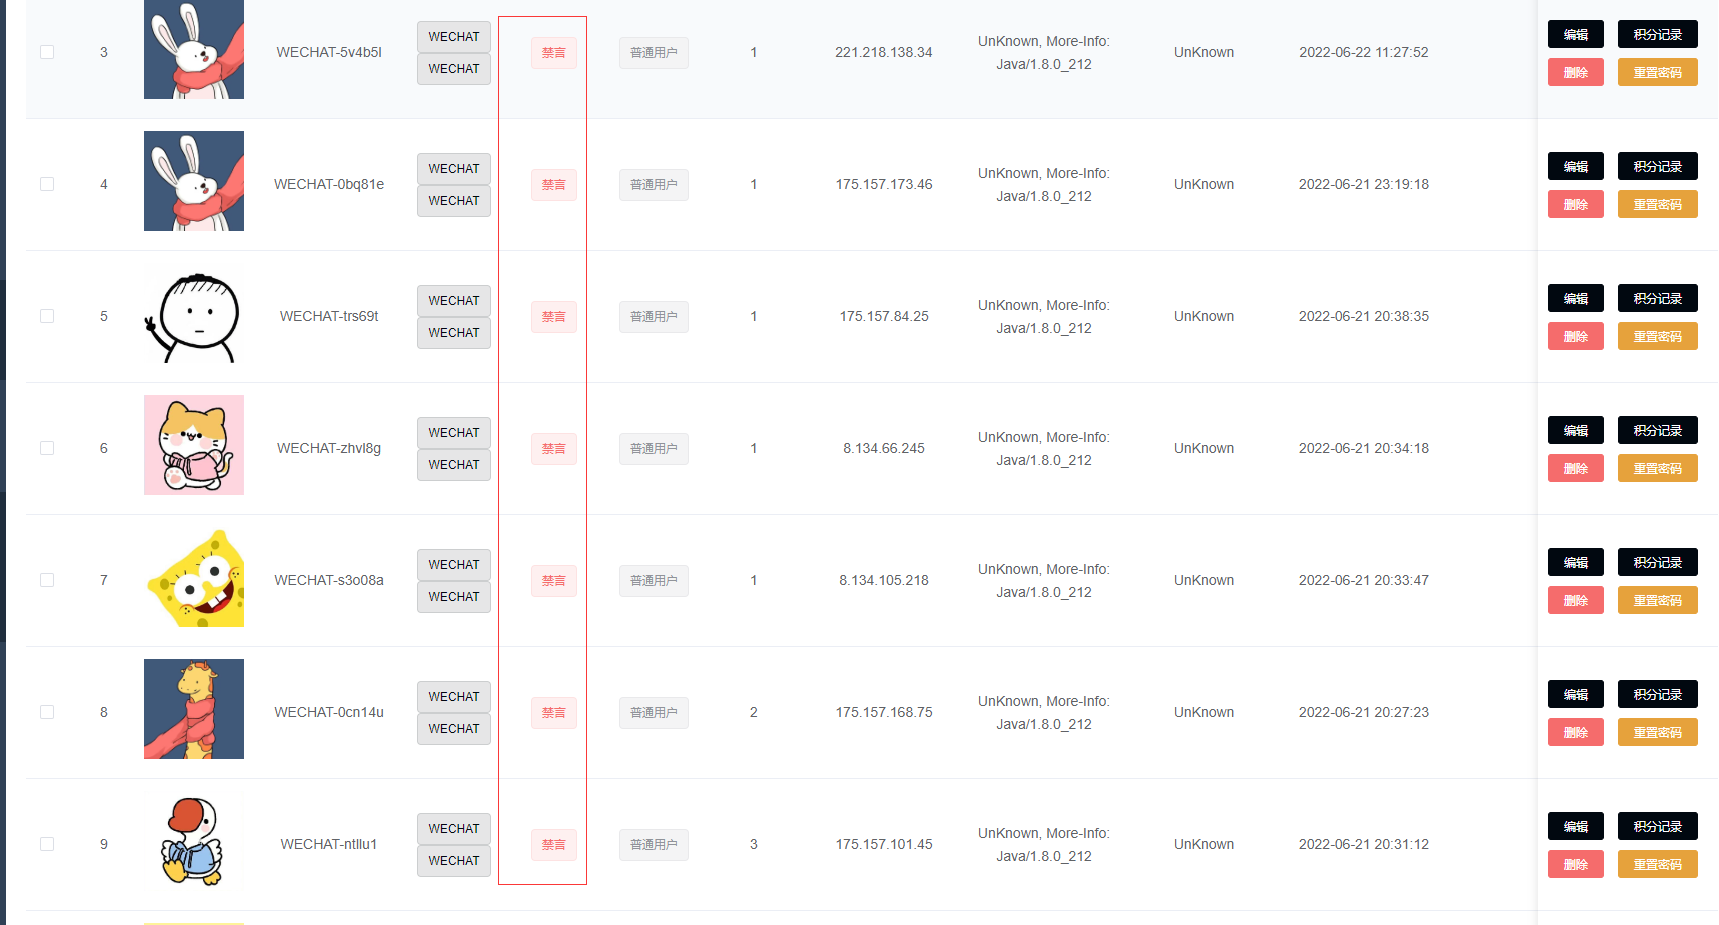 3 WECHAT-5v4b5l WECHAT WECHAT 禁言 普通用户 1 221.218.138.34 UnKnown, More-Info: Java/1.8.0_212 UnKnown 2022-06-22 11:27:52 编辑 积分记录 删除 重置密码
4 WECHAT-0bq81e WECHAT WECHAT 禁言 普通用户 1 175.157.173.46 UnKnown, More-Info: Java/1.8.0_212 UnKnown 2022-06-21 23:19:18 编辑 积分记录 删除 重置密码
5 WECHAT-trs69t WECHAT WECHAT 禁言 普通用户 1 175.157.84.25 UnKnown, More-Info: Java/1.8.0_212 UnKnown 2022-06-21 20:38:35 编辑 积分记录 删除 重置密码
6 WECHAT-zhvl8g WECHAT WECHAT 禁言 普通用户 1 8.134.66.245 UnKnown, More-Info: Java/1.8.0_212 UnKnown 2022-06-21 20:34:18 编辑 积分记录 删除 重置密码
7 WECHAT-s3o08a WECHAT WECHAT 禁言 普通用户 1 8.134.105.218 UnKnown, More-Info: Java/1.8.0_212 UnKnown 2022-06-21 20:33:47 编辑 积分记录 删除 重置密码
8 WECHAT-0cn14u WECHAT WECHAT 禁言 普通用户 2 175.157.168.75 UnKnown, More-Info: Java/1.8.0_212 UnKnown 2022-06-21 20:27:23 编辑 积分记录 删除 重置密码
9 WECHAT-ntllu1 WECHAT WECHAT 禁言 普通用户 3 175.157.101.45 UnKnown, More-Info: Java/1.8.0_212 UnKnown 2022-06-21 20:31:12 编辑 积分记录 删除 重置密码